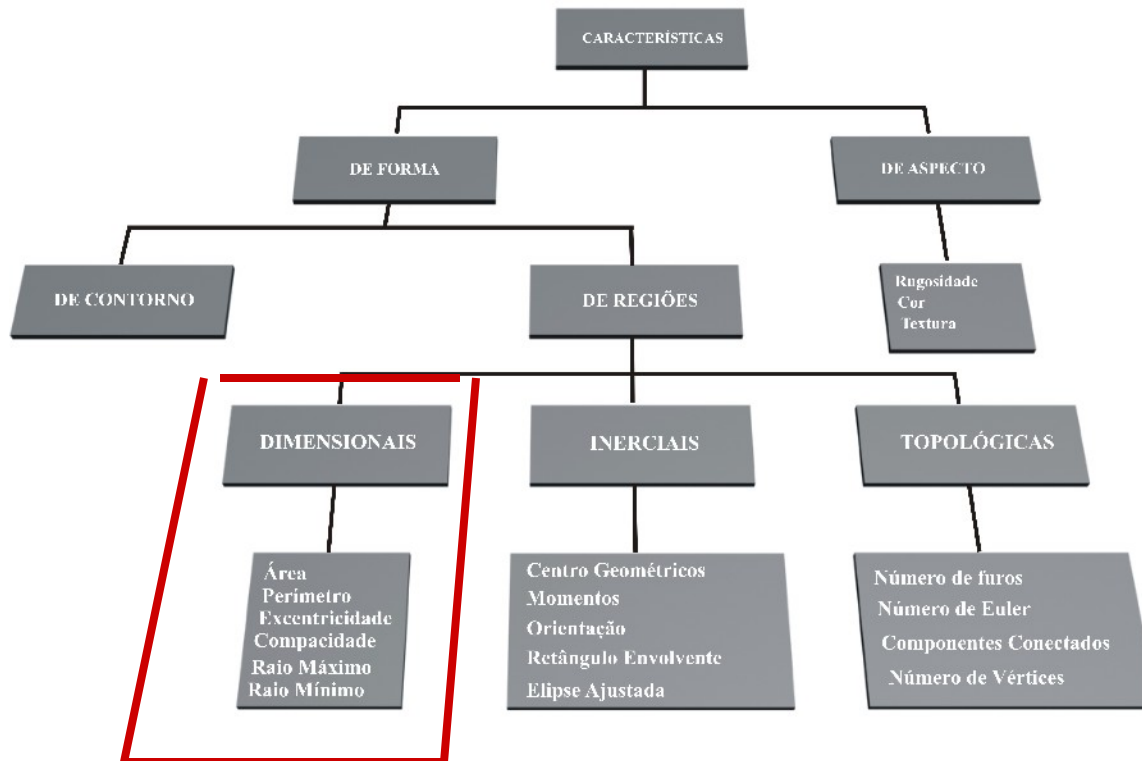 CARACTERÍSTICAS
DE FORMA
DE ASPECTO
DE CONTORNO
DE REGIÕES
Rugosidade
Cor
Textura
DIMENSIONAIS
INERCIAIS
TOPOLÓGICAS
Área
Perímetro
Excentricidade
Compacidade
Raio Máximo
Raio Mínimo
Centro Geométricos
Momentos
Orientação
Retângulo Envolvente
Elipse Ajustada
Número de furos
Número de Euler
Componentes Conectados
Número de Vértices